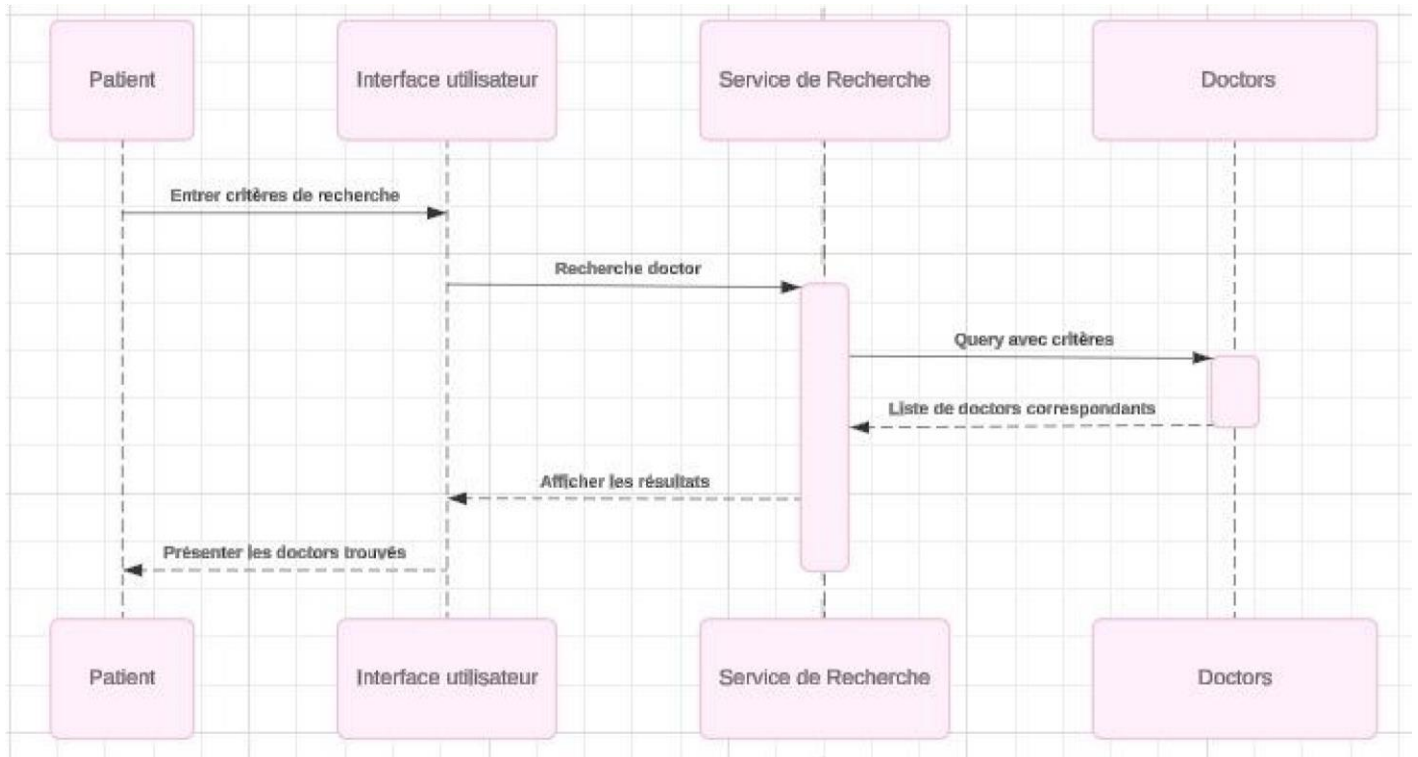 Patient
Interface utilisateur
Service de Recherche
Doctors
Entrer critères de recherche
Recherche doctor
Query avec critères
Liste de doctors correspondants
Afficher les résultats
Présenter les doctors trouvés
Patient
Interface utilisateur
Service de Recherche
Doctors